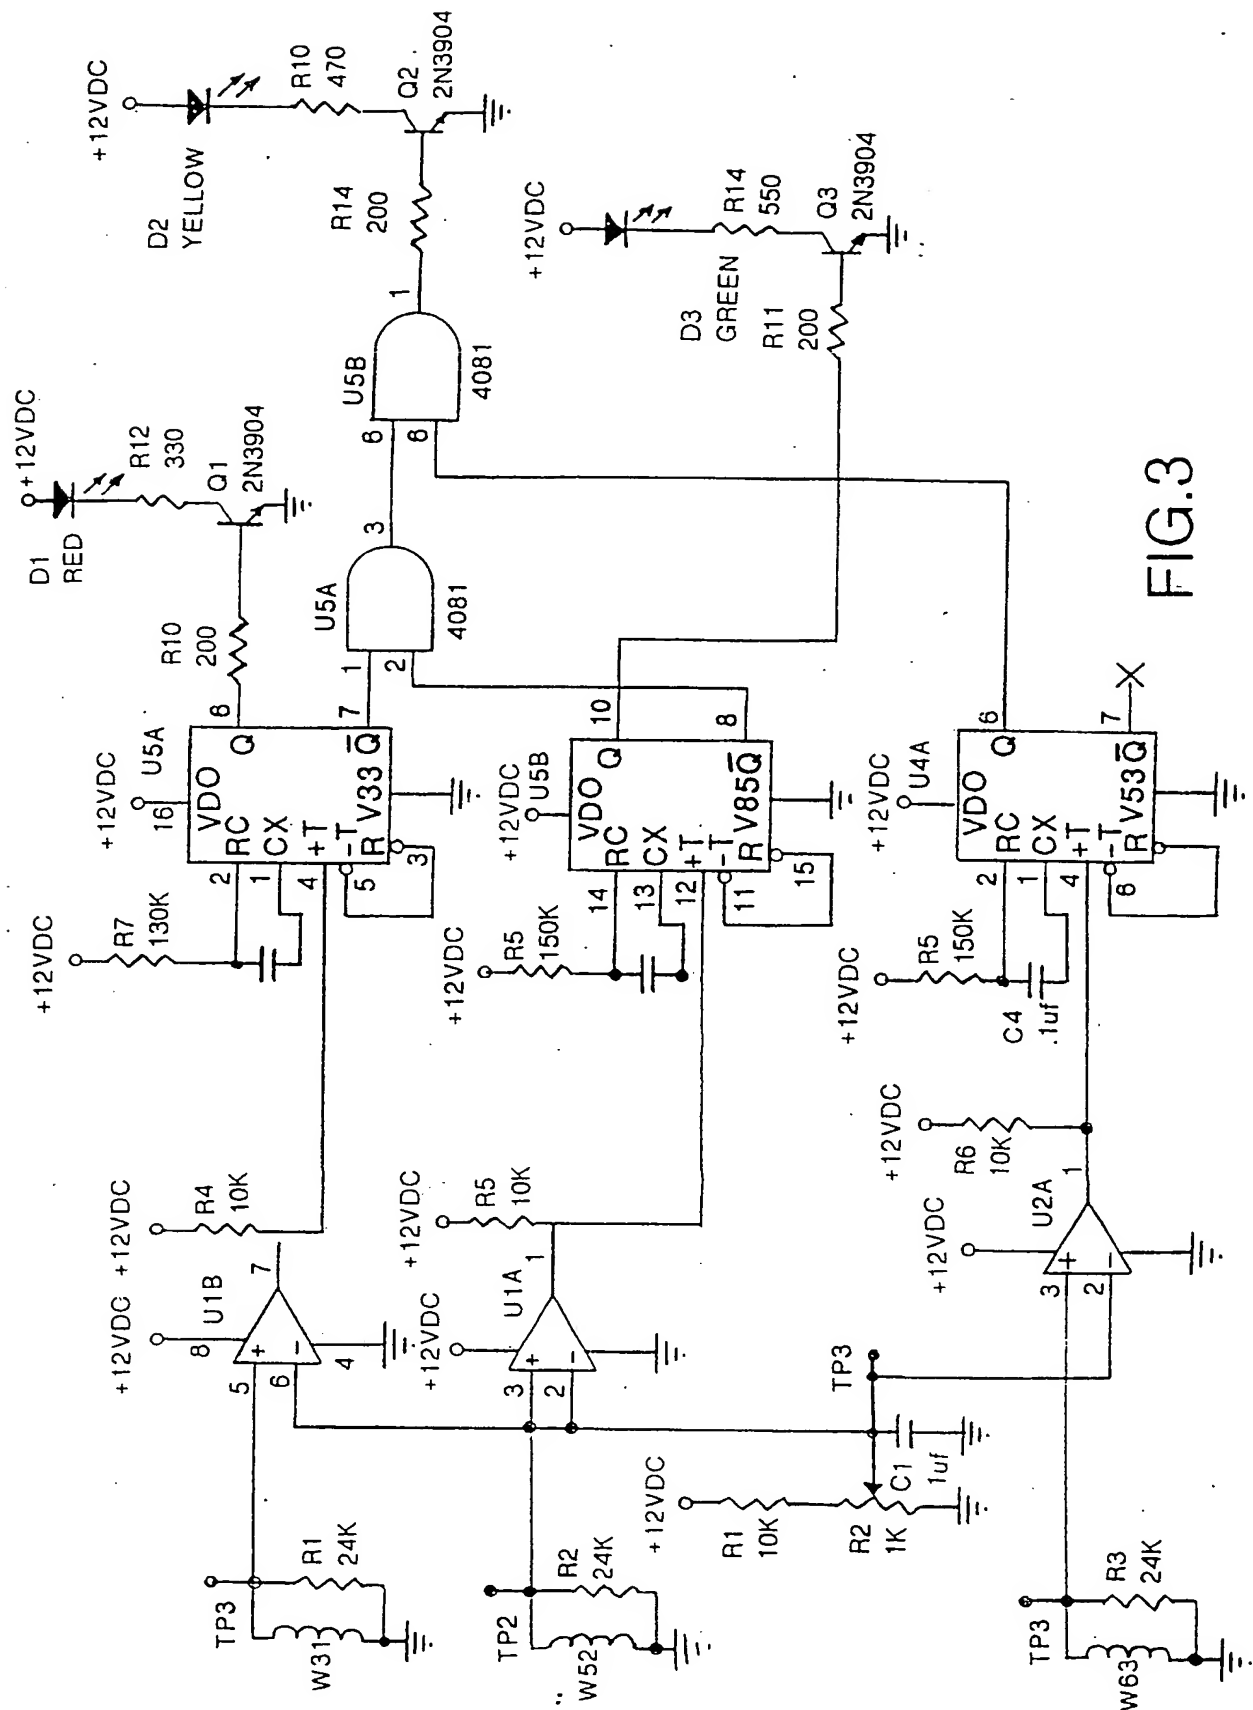 +12VDC
D1
RED
R12
330
Q1
2N3904
R10
200
+12VDC
16
U5A
VDO
RC
CX
+T
-T
R
V33
Q
Q̅
2
1
4
5
3
6
7
+12VDC
R7
130K
+12VDC
R4
10K
+12VDC
8
U1B
5
6
7
4
+
-
TP3
W31
R1
24K
+12VDC
D2
YELLOW
R10
470
Q2
2N3904
R14
200
1
U5B
4081
6
8
3
U5A
4081
1
2
+12VDC
D3
GREEN
R14
550
Q3
2N3904
R11
200
+12VDC
U5B
VDO
RC
CX
+T
-T
R
V85
Q
Q̅
14
13
12
11
15
10
8
+12VDC
R5
150K
+12VDC
R5
10K
+12VDC
U1A
1
3
2
+
-
TP2
W52
R2
24K
+12VDC
R1
10K
R2
1K
C1
1uf
TP3
+12VDC
U4A
VDO
RC
CX
+T
-T
R
V53
Q
Q̅
2
1
4
6
6
7
+12VDC
R5
150K
C4
.1uf
+12VDC
R6
10K
+12VDC
U2A
1
3
2
+
-
TP3
W63
R3
24K
FIG.3